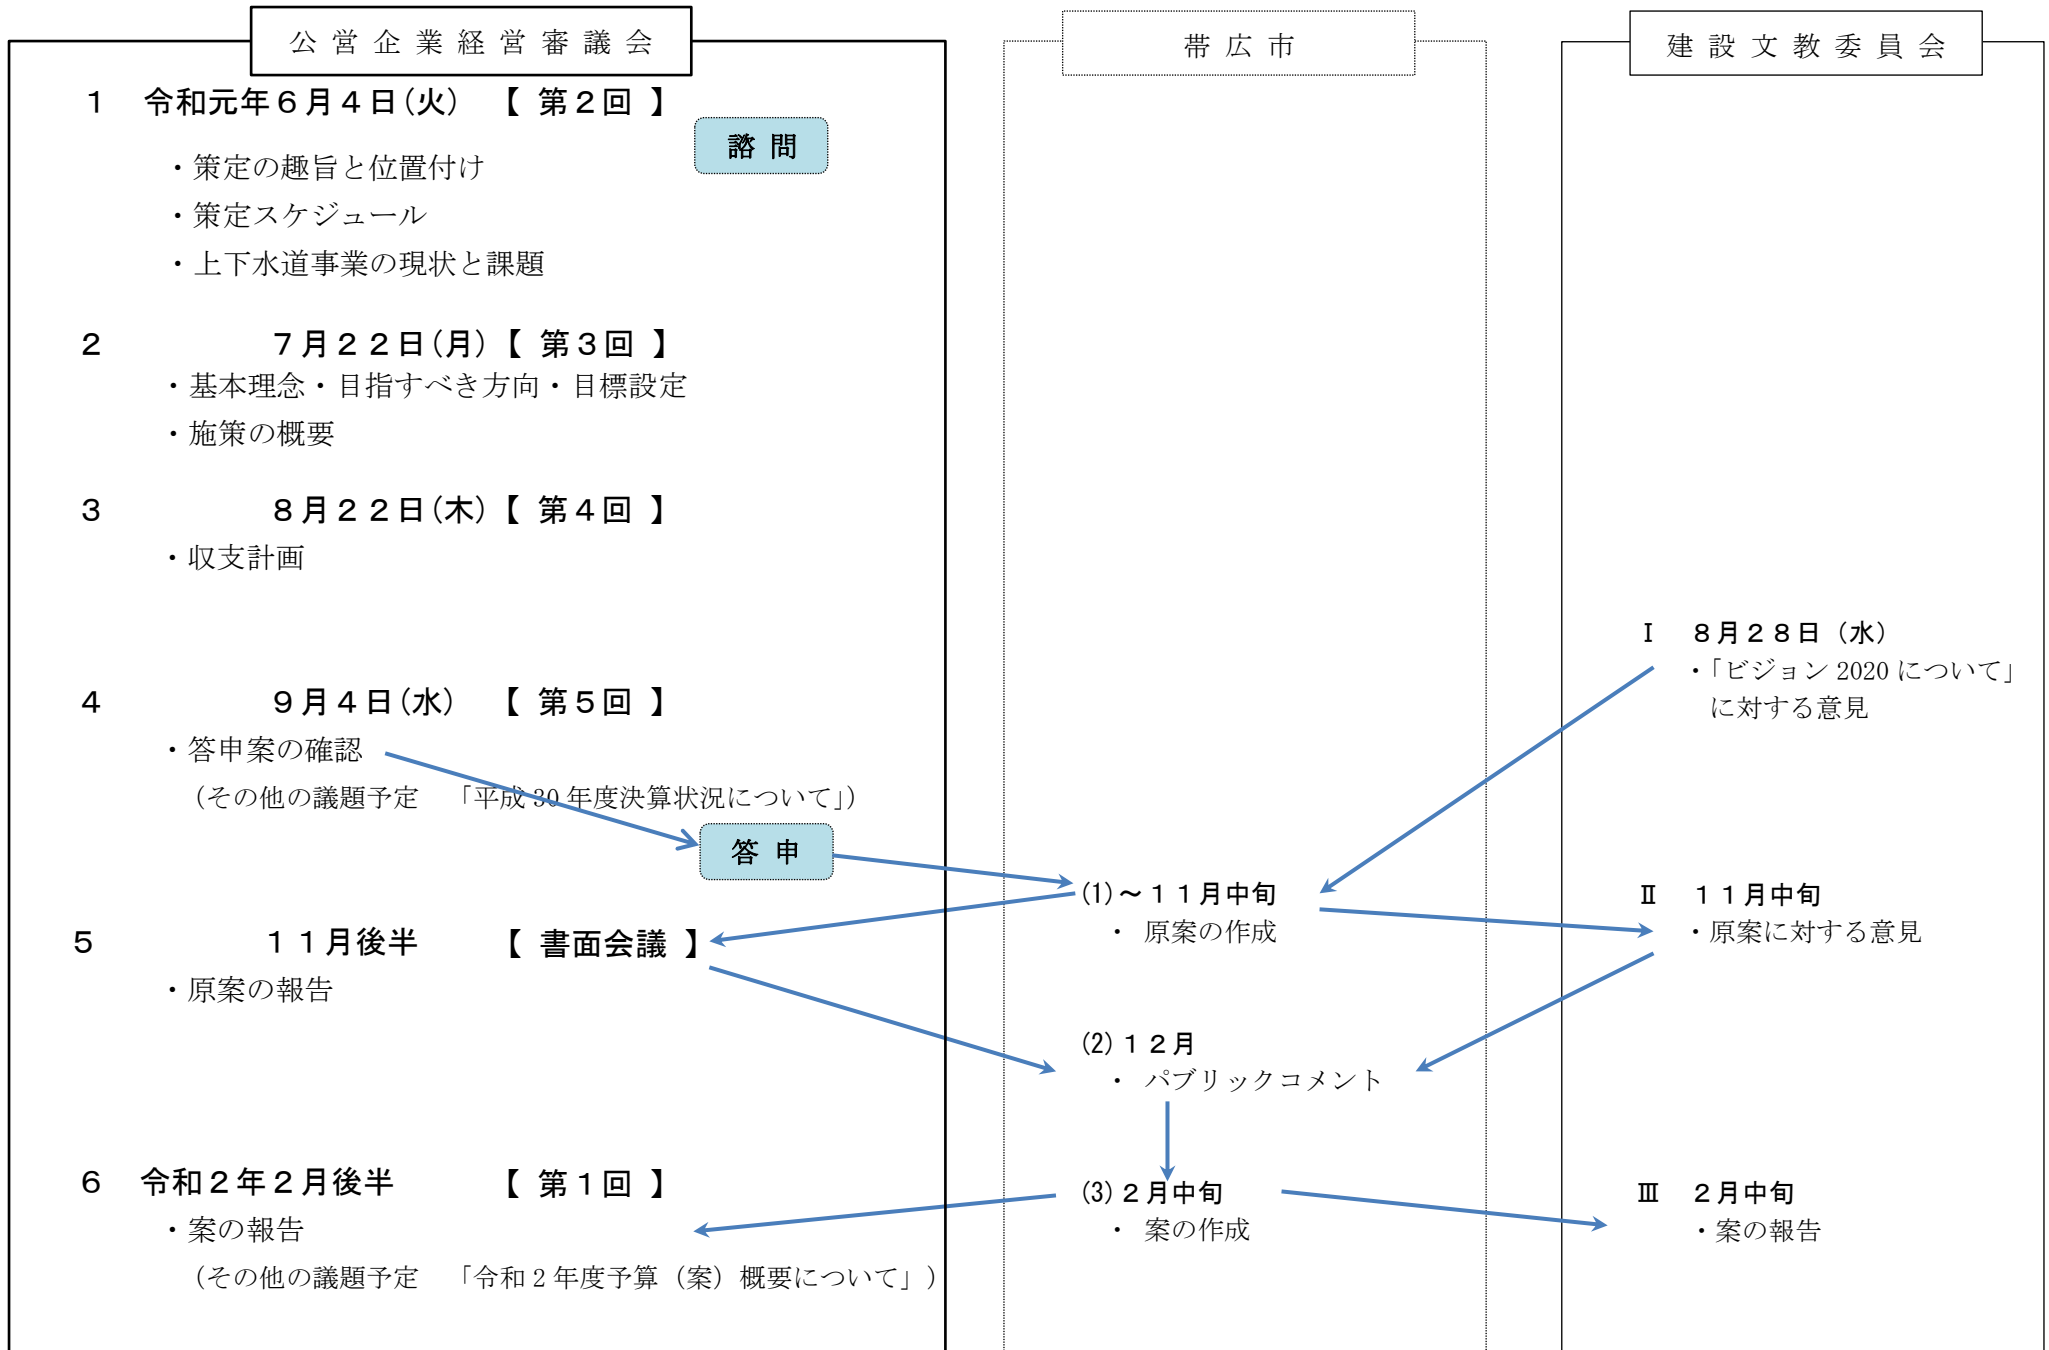 公営企業経営審議会
1 令和元年６月４日(火) 【 第２回 】
諮 問
・策定の趣旨と位置付け
・策定スケジュール
・上下水道事業の現状と課題
2 ７月２２日(月)【 第３回 】
・基本理念・目指すべき方向・目標設定
・施策の概要
3 ８月２２日(木)【 第４回 】
・収支計画
4 ９月４日(水) 【 第５回 】
・答申案の確認
（その他の議題予定 「平成 30 年度決算状況について」）
答 申
5 １１月後半 【 書面会議 】
・原案の報告
6 令和２年２月後半 【 第１回 】
・案の報告
（その他の議題予定 「令和 2 年度予算（案）概要について」）
帯広市
(1)～１１月中旬
・ 原案の作成
(2)１２月
・ パブリックコメント
(3)２月中旬
・ 案の作成
建設文教委員会
Ⅰ ８月２８日（水）
・「ビジョン 2020 について」
に対する意見
Ⅱ １１月中旬
・原案に対する意見
Ⅲ ２月中旬
・案の報告